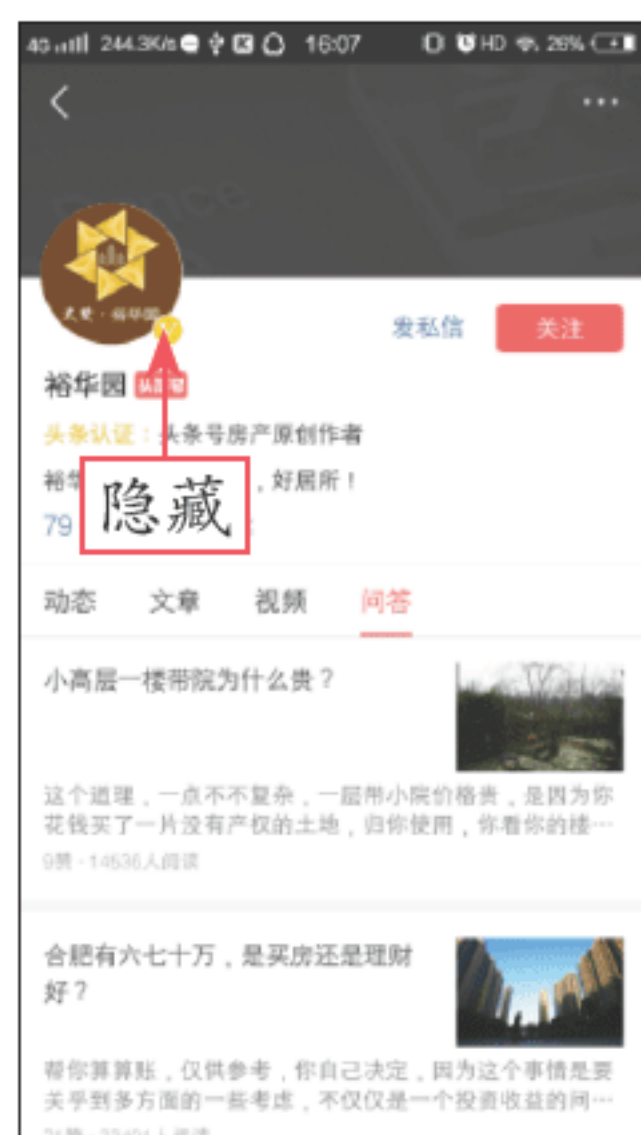 4G 244.3K/s 16:07 HD 26%
裕华园
发私信
关注
裕华园 头条号
头条认证：头条号房产原创作者
裕华 ，好居所！
79
隐藏
动态 文章 视频 问答
小高层一楼带院为什么贵？
这个道理，一点不不复杂，一层带小院价格贵，是因为你
花钱买了一片没有产权的土地，归你使用，你看你的楼…
9赞·14536人阅读
合肥有六七十万，是买房还是理财
好？
帮你算算账，仅供参考，你自己决定，因为这个事情是要
关乎到多方面的一些考虑，不仅仅是一个投资收益的问…